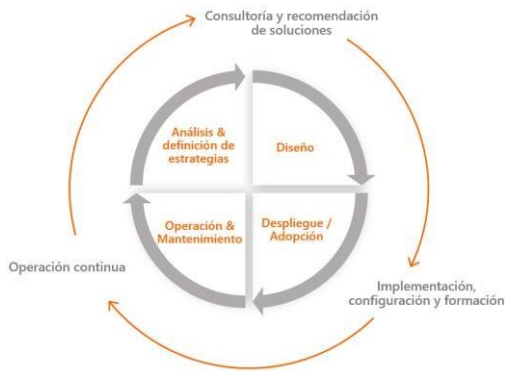 Consultoría y recomendación
de soluciones
Análisis &
definición de
estrategias
Diseño
Operación &
Mantenimiento
Despliegue /
Adopción
Operación continua
Implementación,
configuración y formación